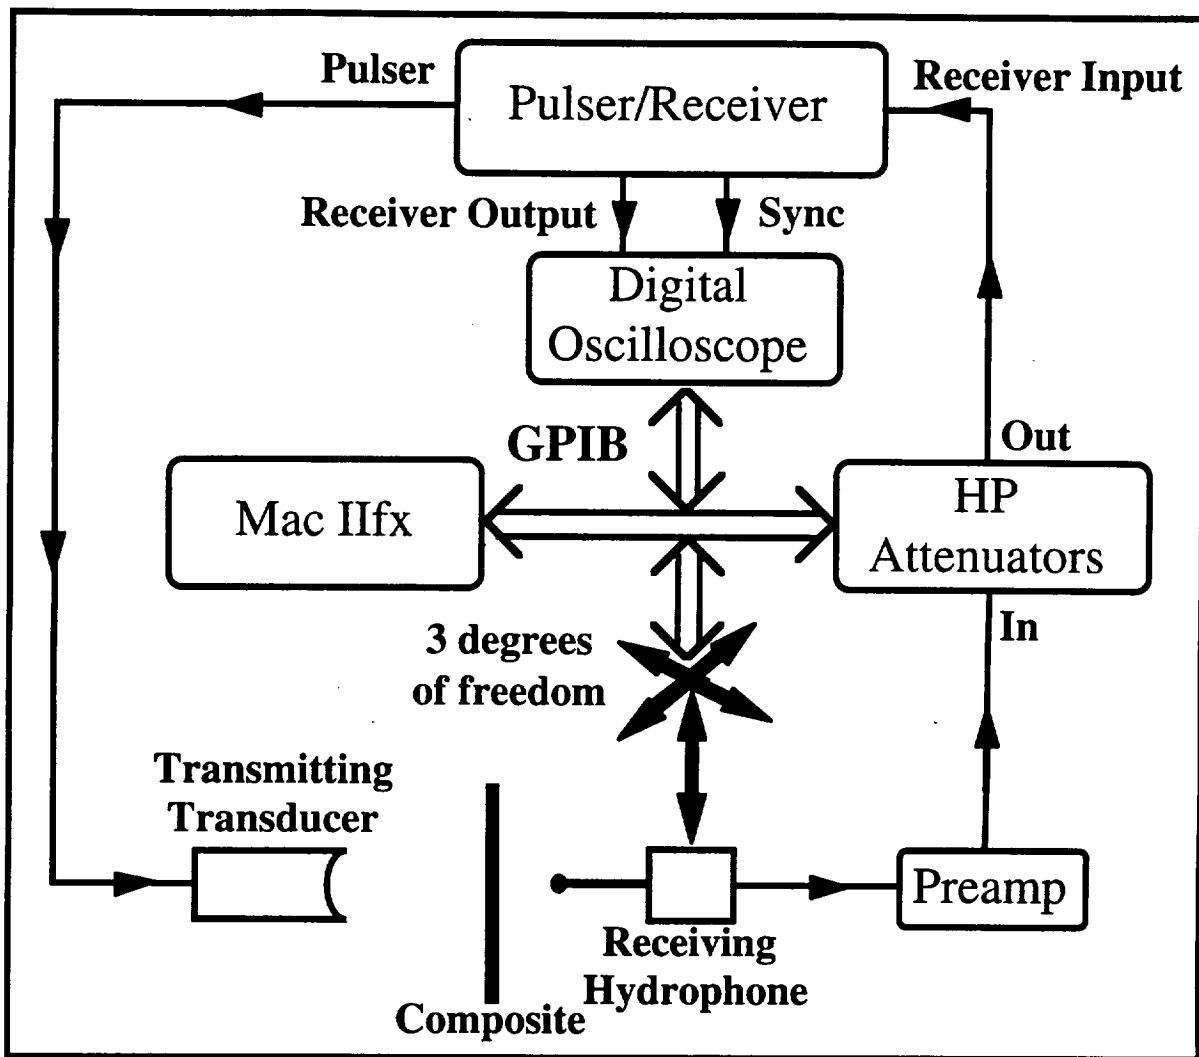 Pulser
Pulser/Receiver
Receiver Input
Receiver Output
Sync
Digital
Oscilloscope
GPIB
Out
Mac IIfx
HP
Attenuators
In
3 degrees
of freedom
Transmitting
Transducer
Preamp
Receiving
Hydrophone
Composite